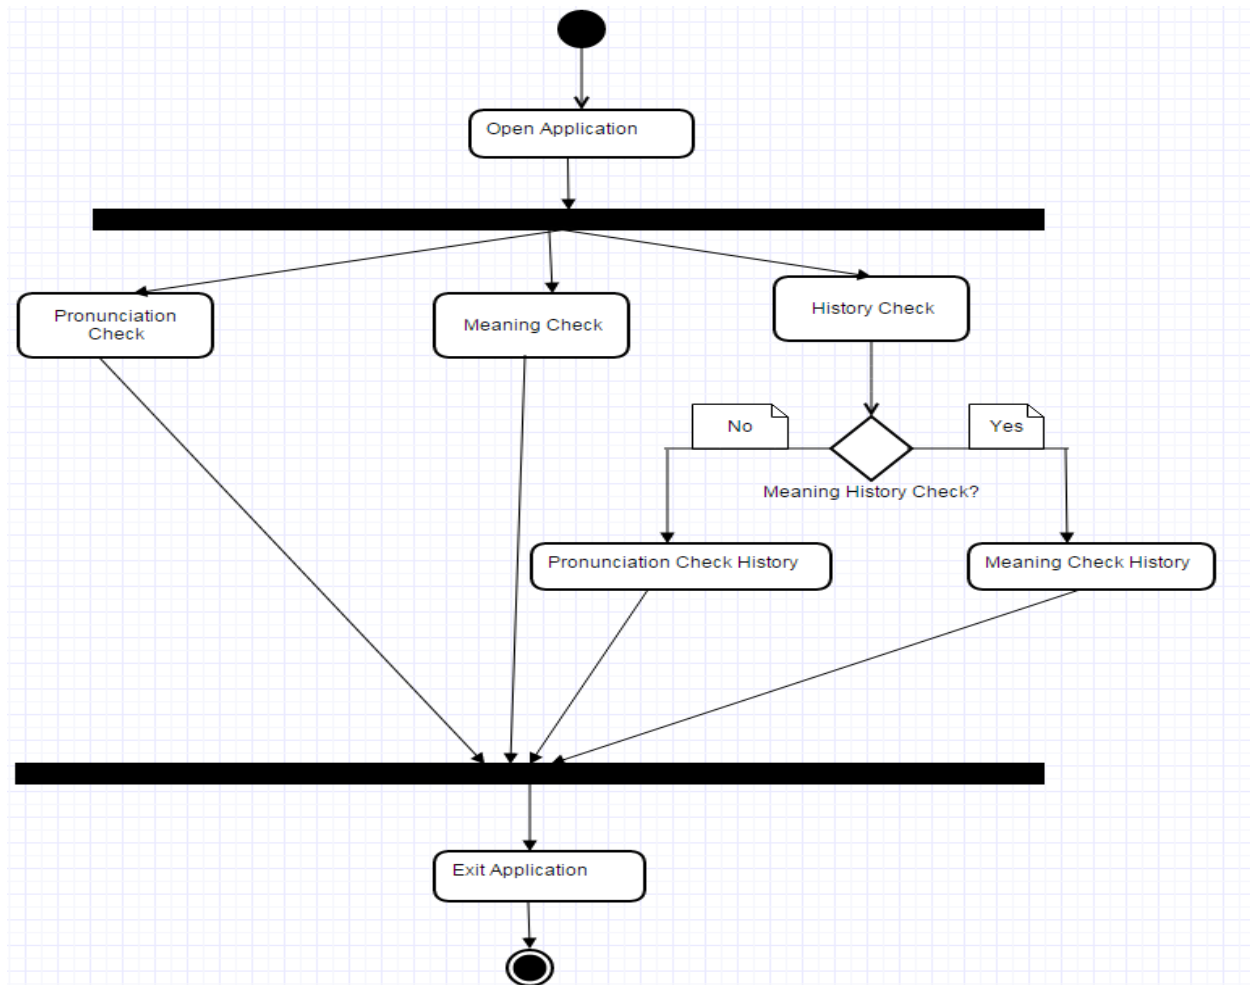 Open Application
Pronunciation
Check
Meaning Check
History Check
No
Yes
Meaning History Check?
Pronunciation Check History
Meaning Check History
Exit Application